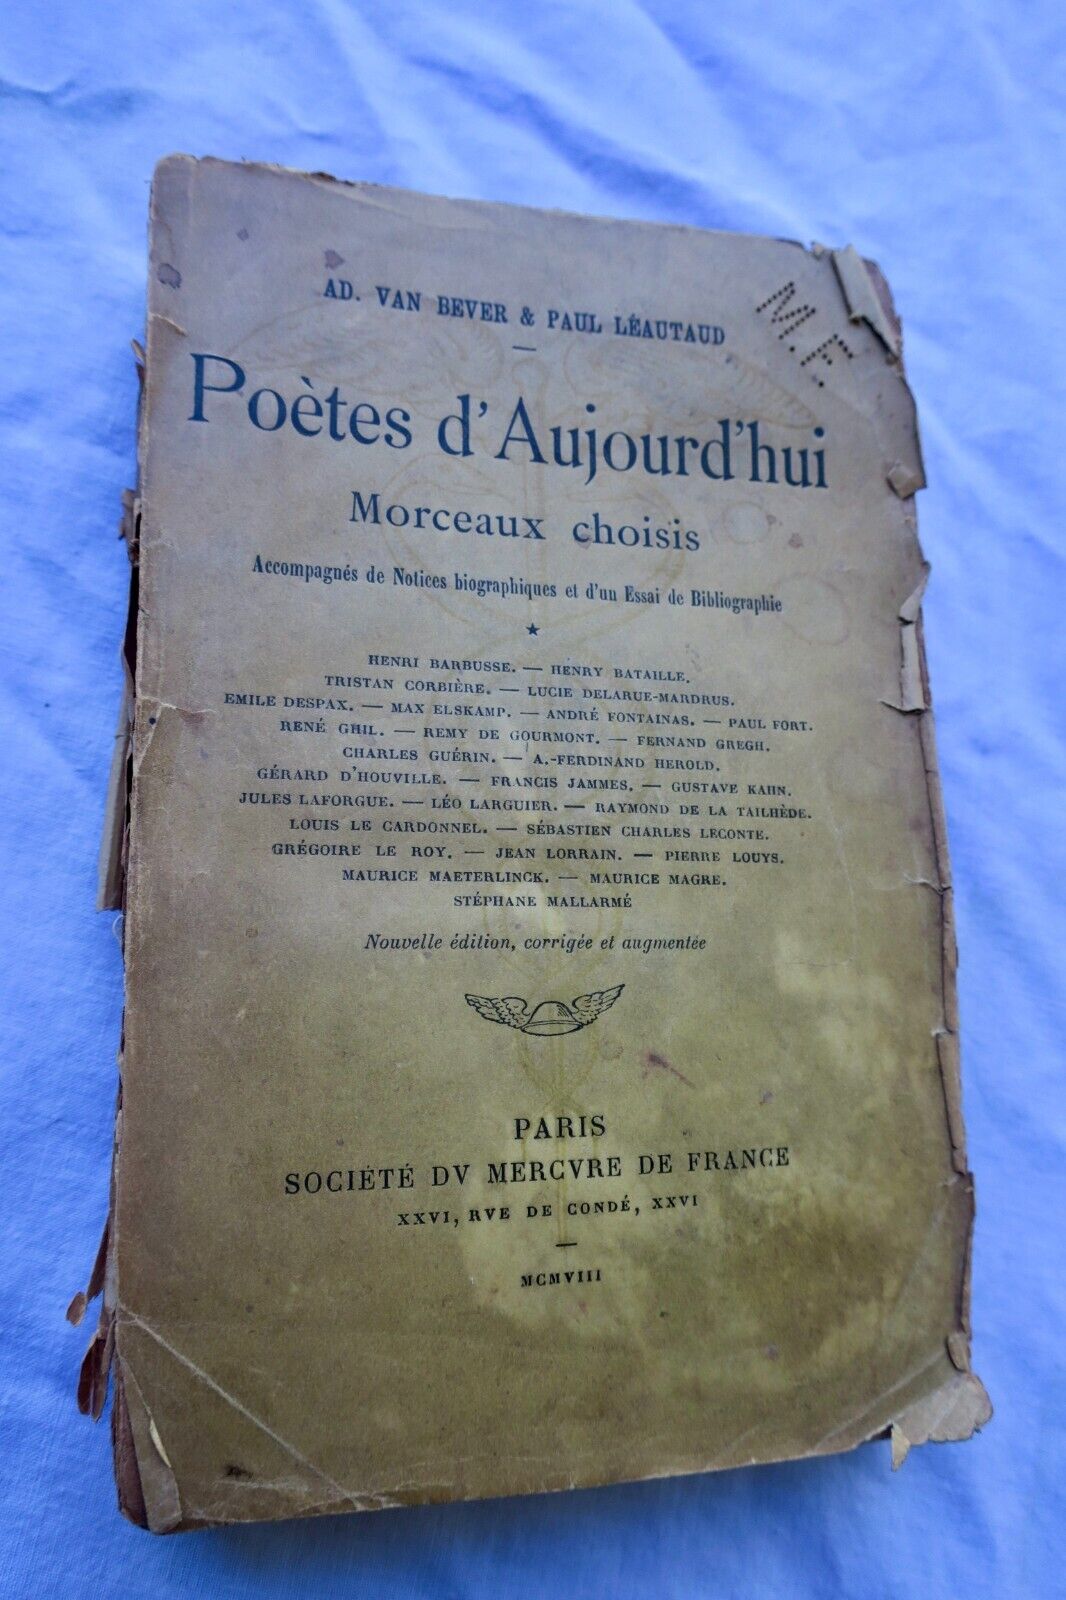 AD. VAN BEVER & PAUL LÉAUTAUD
M.F.
Poètes d'Aujourd'hui
Morceaux choisis
Accompagnés de Notices biographiques et d'un Essai de Bibliographie
HENRI BARBUSSE. — HENRY BATAILLE.
TRISTAN CORBIÈRE. — LUCIE DELARUE-MARDRUS.
EMILE DESPAX. — MAX ELSKAMP. — ANDRÉ FONTAINAS. — PAUL FORT.
RENÉ GHIL. — REMY DE GOURMONT. — FERNAND GREGH.
CHARLES GUÉRIN. — A.-FERDINAND HEROLD.
GÉRARD D'HOUVILLE. — FRANCIS JAMMES. — GUSTAVE KAHN.
JULES LAFORGUE. — LÉO LARGUIER. — RAYMOND DE LA TAILHÈDE.
LOUIS LE CARDONNEL. — SÉBASTIEN CHARLES LECONTE.
GRÉGOIRE LE ROY. — JEAN LORRAIN. — PIERRE LOUYS.
MAURICE MAETERLINCK. — MAURICE MAGRE.
STÉPHANE MALLARMÉ
Nouvelle édition, corrigée et augmentée
PARIS
SOCIÉTÉ DV MERCVRE DE FRANCE
XXVI, RVE DE CONDÉ, XXVI
MCMVIII